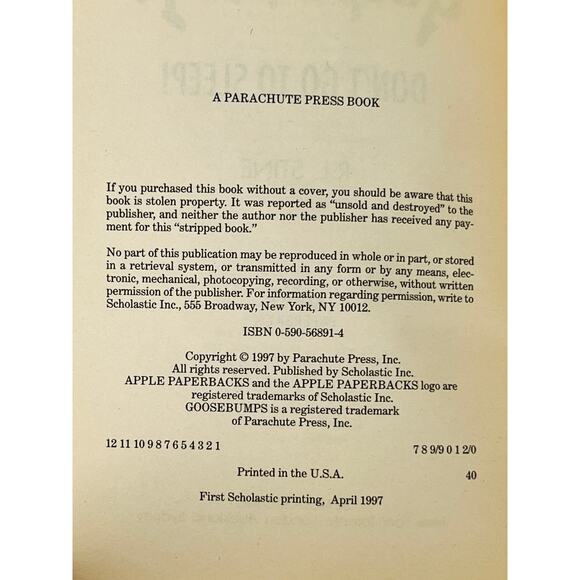 DON'T GO TO SLEEP!
R.L. STINE
A PARACHUTE PRESS BOOK
If you purchased this book without a cover, you should be aware that this
book is stolen property. It was reported as "unsold and destroyed" to the
publisher, and neither the author nor the publisher has received any pay-
ment for this "stripped book."
No part of this publication may be reproduced in whole or in part, or stored
in a retrieval system, or transmitted in any form or by any means, elec-
tronic, mechanical, photocopying, recording, or otherwise, without written
permission of the publisher. For information regarding permission, write to
Scholastic Inc., 555 Broadway, New York, NY 10012.
ISBN 0-590-56891-4
Copyright © 1997 by Parachute Press, Inc.
All rights reserved. Published by Scholastic Inc.
APPLE PAPERBACKS and the APPLE PAPERBACKS logo are
registered trademarks of Scholastic Inc.
GOOSEBUMPS is a registered trademark
of Parachute Press, Inc.
12 11 10 9 8 7 6 5 4 3 2 1 7 8 9/9 0 1 2/0
Printed in the U.S.A. 40
First Scholastic printing, April 1997